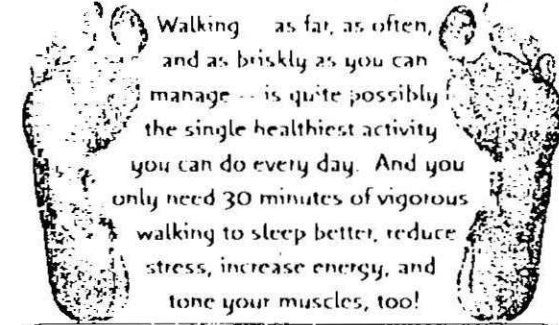 Walking as far, as often,
and as briskly as you can
manage -- is quite possibly
the single healthiest activity
you can do every day. And you
only need 30 minutes of vigorous
walking to sleep better, reduce
stress, increase energy, and
tone your muscles, too!